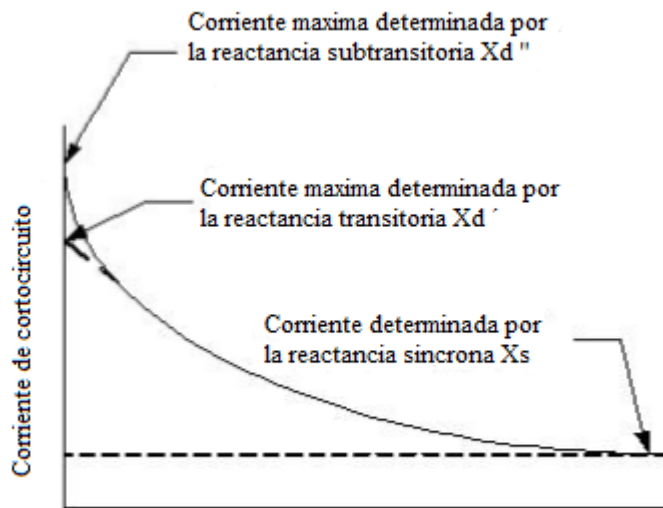 Corriente maxima determinada por
la reactancia subtransitoria Xd "
Corriente maxima determinada por
la reactancia transitoria Xd ´
Corriente determinada por
la reactancia sincrona Xs
Corriente de cortocircuito